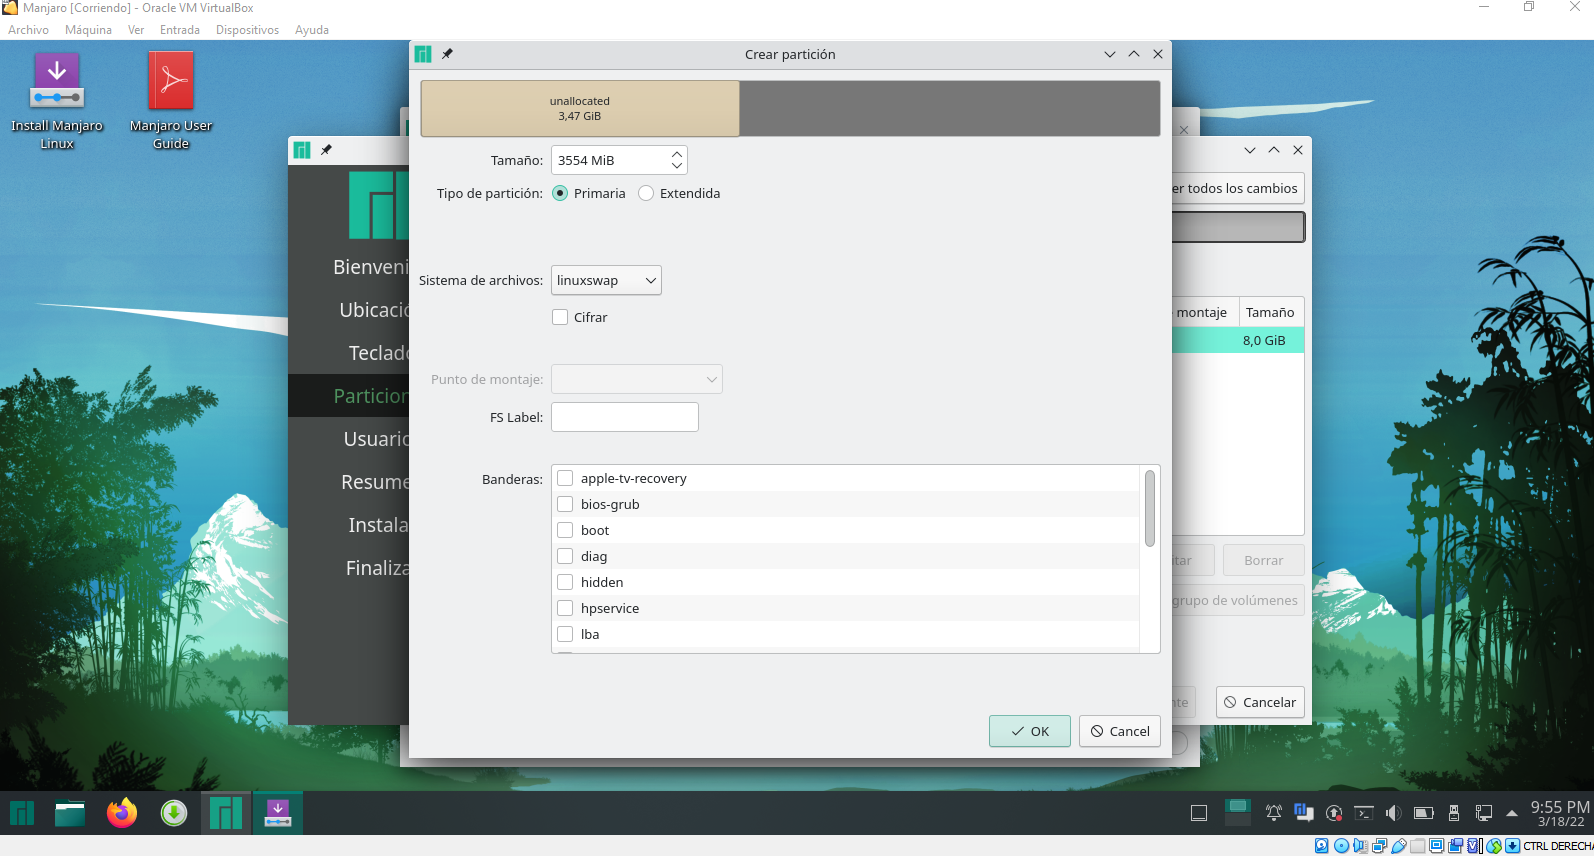 Manjaro [Corriendo] - Oracle VM VirtualBox
Archivo Máquina Ver Entrada Dispositivos Ayuda
Install Manjaro
Linux
Manjaro User
Guide
Crear partición
unallocated
3,47 GiB
Tamaño: 3554 MiB
Tipo de partición: Primaria Extendida
Sistema de archivos: linuxswap
Cifrar
Punto de montaje:
FS Label:
Banderas:
apple-tv-recovery
bios-grub
boot
diag
hidden
hpservice
lba
OK Cancel
Bienveni
Ubicació
Teclado
Particion
Usuario
Resume
Instala
Finaliza
er todos los cambios
montaje Tamaño
8,0 GiB
tar Borrar
grupo de volúmenes
nte Cancelar
9:55 PM
3/18/22
CTRL DERECH